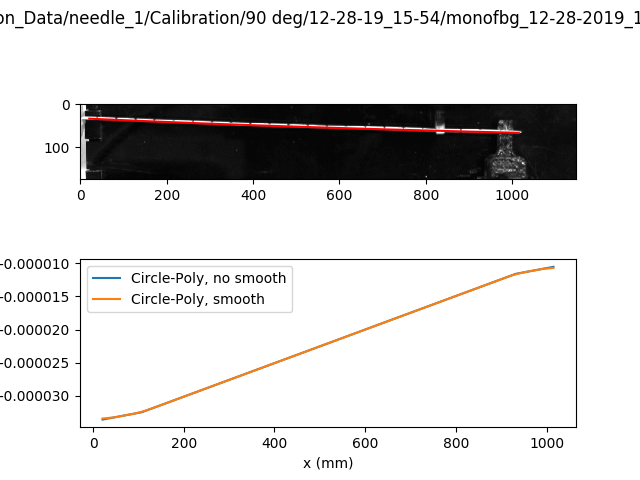 on_Data/needle_1/Calibration/90 deg/12-28-19_15-54/monofbg_12-28-2019_1
0
100
0 200 400 600 800 1000
-0.000010
-0.000015
-0.000020
-0.000025
-0.000030
Circle-Poly, no smooth
Circle-Poly, smooth
0 200 400 600 800 1000
x (mm)